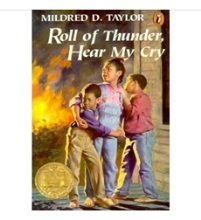 MILDRED D. TAYLOR
Roll of Thunder,
Hear My Cry